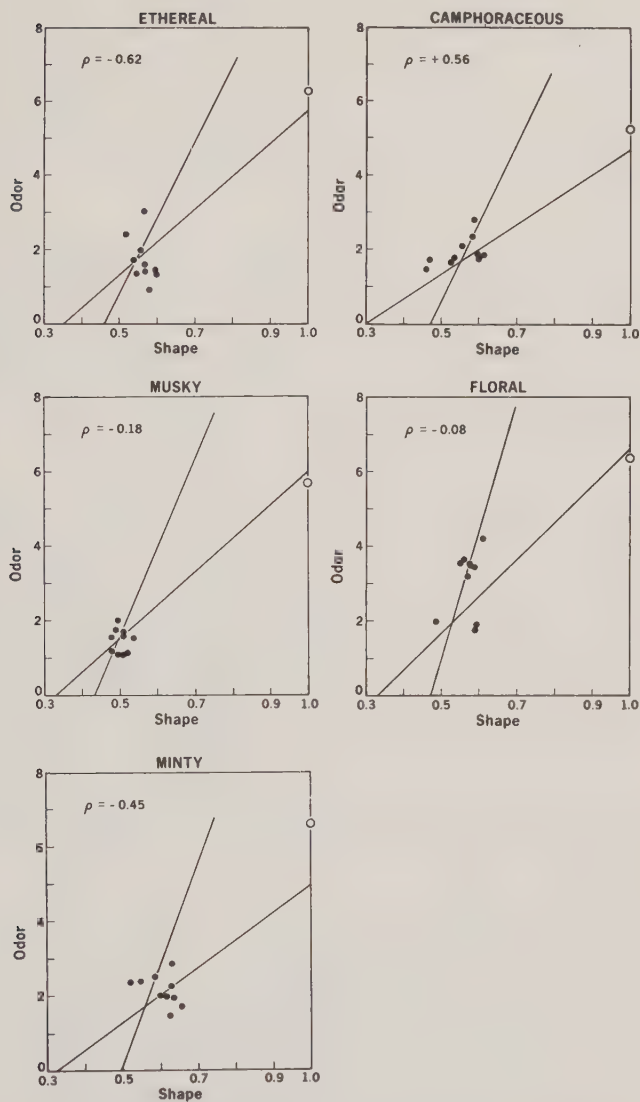 ETHEREAL
ρ = - 0.62
8
6
4
2
0
Odor
0.3
0.5
0.7
0.9
1.0
Shape
CAMPHORACEOUS
ρ = + 0.56
8
6
4
2
0
Odor
0.3
0.5
0.7
0.9
1.0
Shape
MUSKY
ρ = - 0.18
8
6
4
2
0
Odor
0.3
0.5
0.7
0.9
1.0
Shape
FLORAL
ρ = - 0.08
8
6
4
2
0
Odor
0.3
0.5
0.7
0.9
1.0
Shape
MINTY
ρ = - 0.45
8
6
4
2
0
Odor
0.3
0.5
0.7
0.9
1.0
Shape